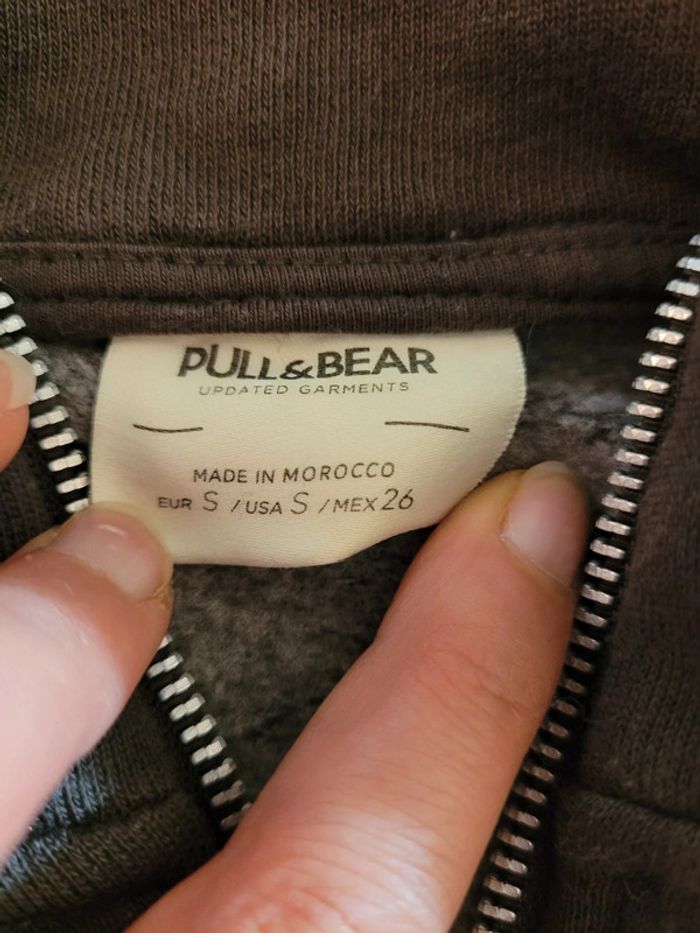 PULL&BEAR
UPDATED GARMENTS
MADE IN MOROCCO
EUR S / USA S / MEX 26